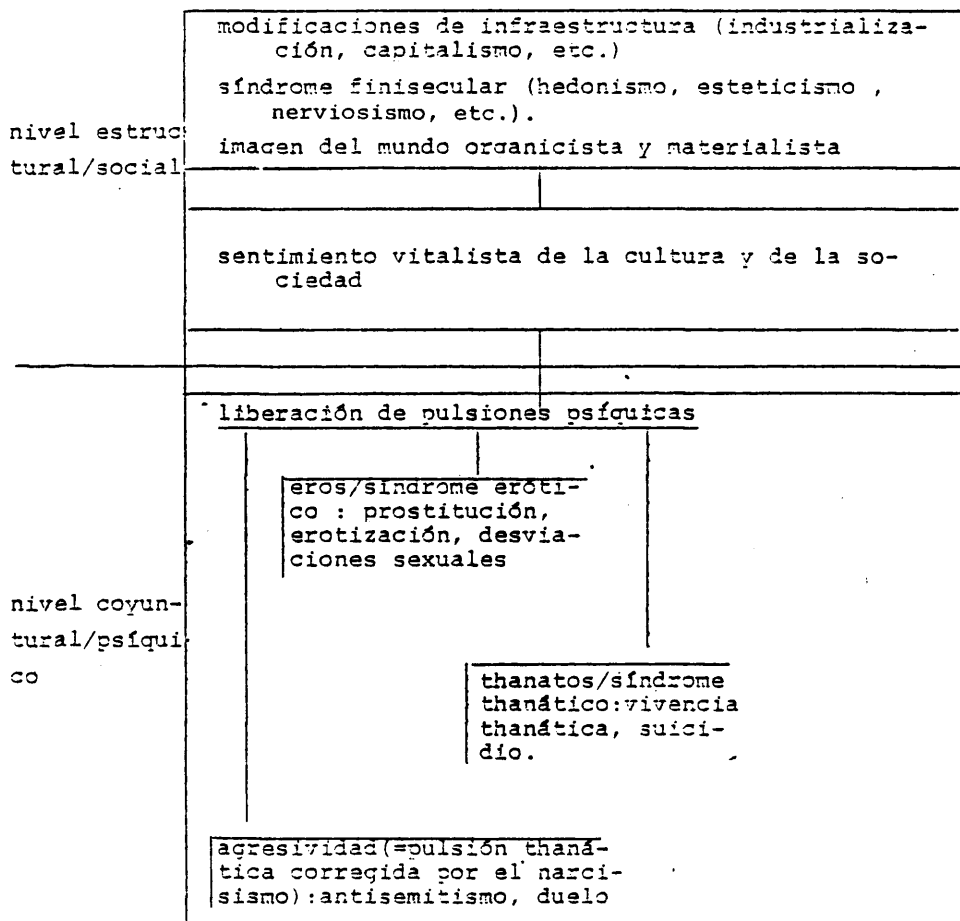 modificaciones de infraestructura (industrializa-
ción, capitalismo, etc.)
síndrome finisecular (hedonismo, esteticismo ,
nerviosismo, etc.).
imagen del mundo organicista y materialista
nivel estruc
tural/social
sentimiento vitalista de la cultura y de la so-
ciedad
liberación de pulsiones psíquicas
eros/síndrome eróti-
co : prostitución,
erotización, desvia-
ciones sexuales
nivel coyun-
tural/psíqui
co
thanatos/síndrome
thanático:vivencia
thanática, suici-
dio.
agresividad(=pulsión thaná-
tica corregida por el narci-
sismo):antisemitismo, duelo